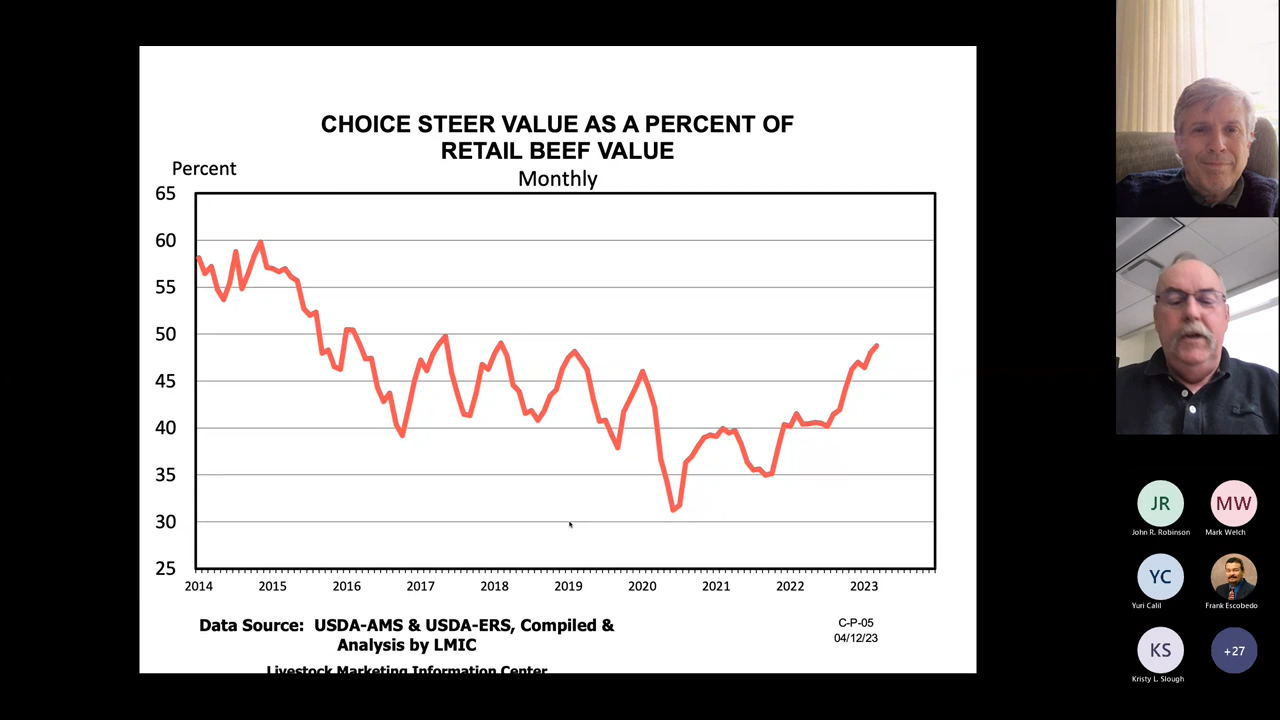 CHOICE STEER VALUE AS A PERCENT OF
RETAIL BEEF VALUE
Percent
Monthly
65
60
55
50
45
40
35
30
25
2014 2015 2016 2017 2018 2019 2020 2021 2022 2023
Data Source: USDA-AMS & USDA-ERS, Compiled &
Analysis by LMIC
Livestock Marketing Information Center
C-P-05
04/12/23
JR MW
John R. Robinson Mark Welch
YC
Yuri Calil Frank Escobedo
KS +27
Kristy L. Slough